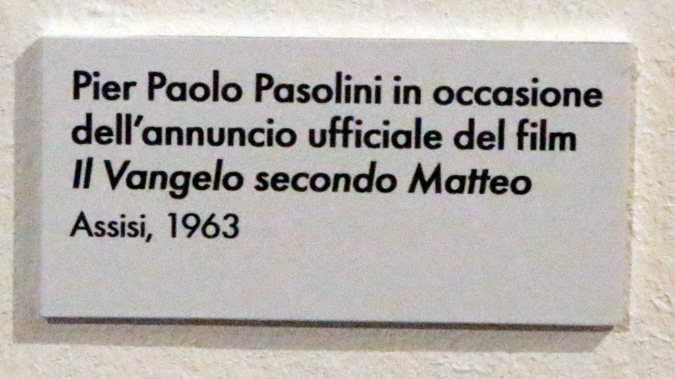 Pier Paolo Pasolini in occasione
dell'annuncio ufficiale del film
Il Vangelo secondo Matteo
Assisi, 1963